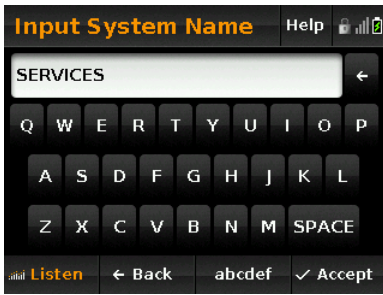 Input System Name Help
SERVICES ←
Q W E R T Y U I O P
A S D F G H J K L
Z X C V B N M SPACE
Listen ← Back abcdef ✓ Accept